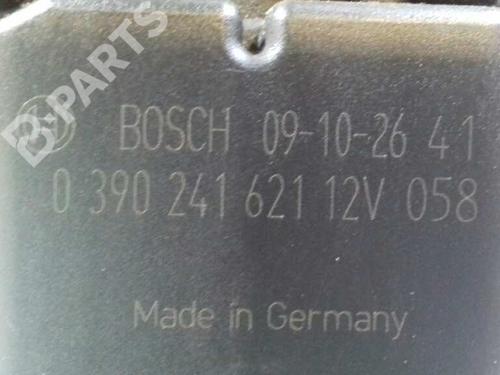 B-PARTS
BOSCH 09-10-26 41
0 390 241 621 12V 058
Made in Germany